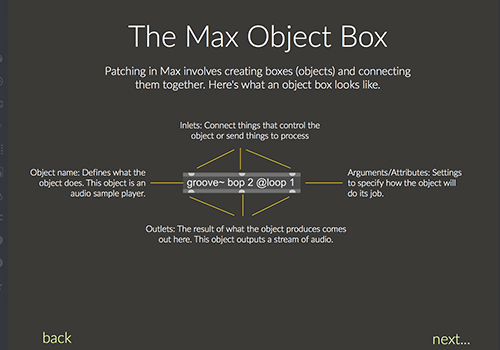 The Max Object Box
Patching in Max involves creating boxes (objects) and connecting
them together. Here's what an object box looks like.
Inlets: Connect things that control the
object or send things to process
Object name: Defines what the
object does. This object is an
audio sample player.
groove~ bop 2 @loop 1
Arguments/Attributes: Settings
to specify how the object will
do its job.
Outlets: The result of what the object produces comes
out here. This object outputs a stream of audio.
back
next...